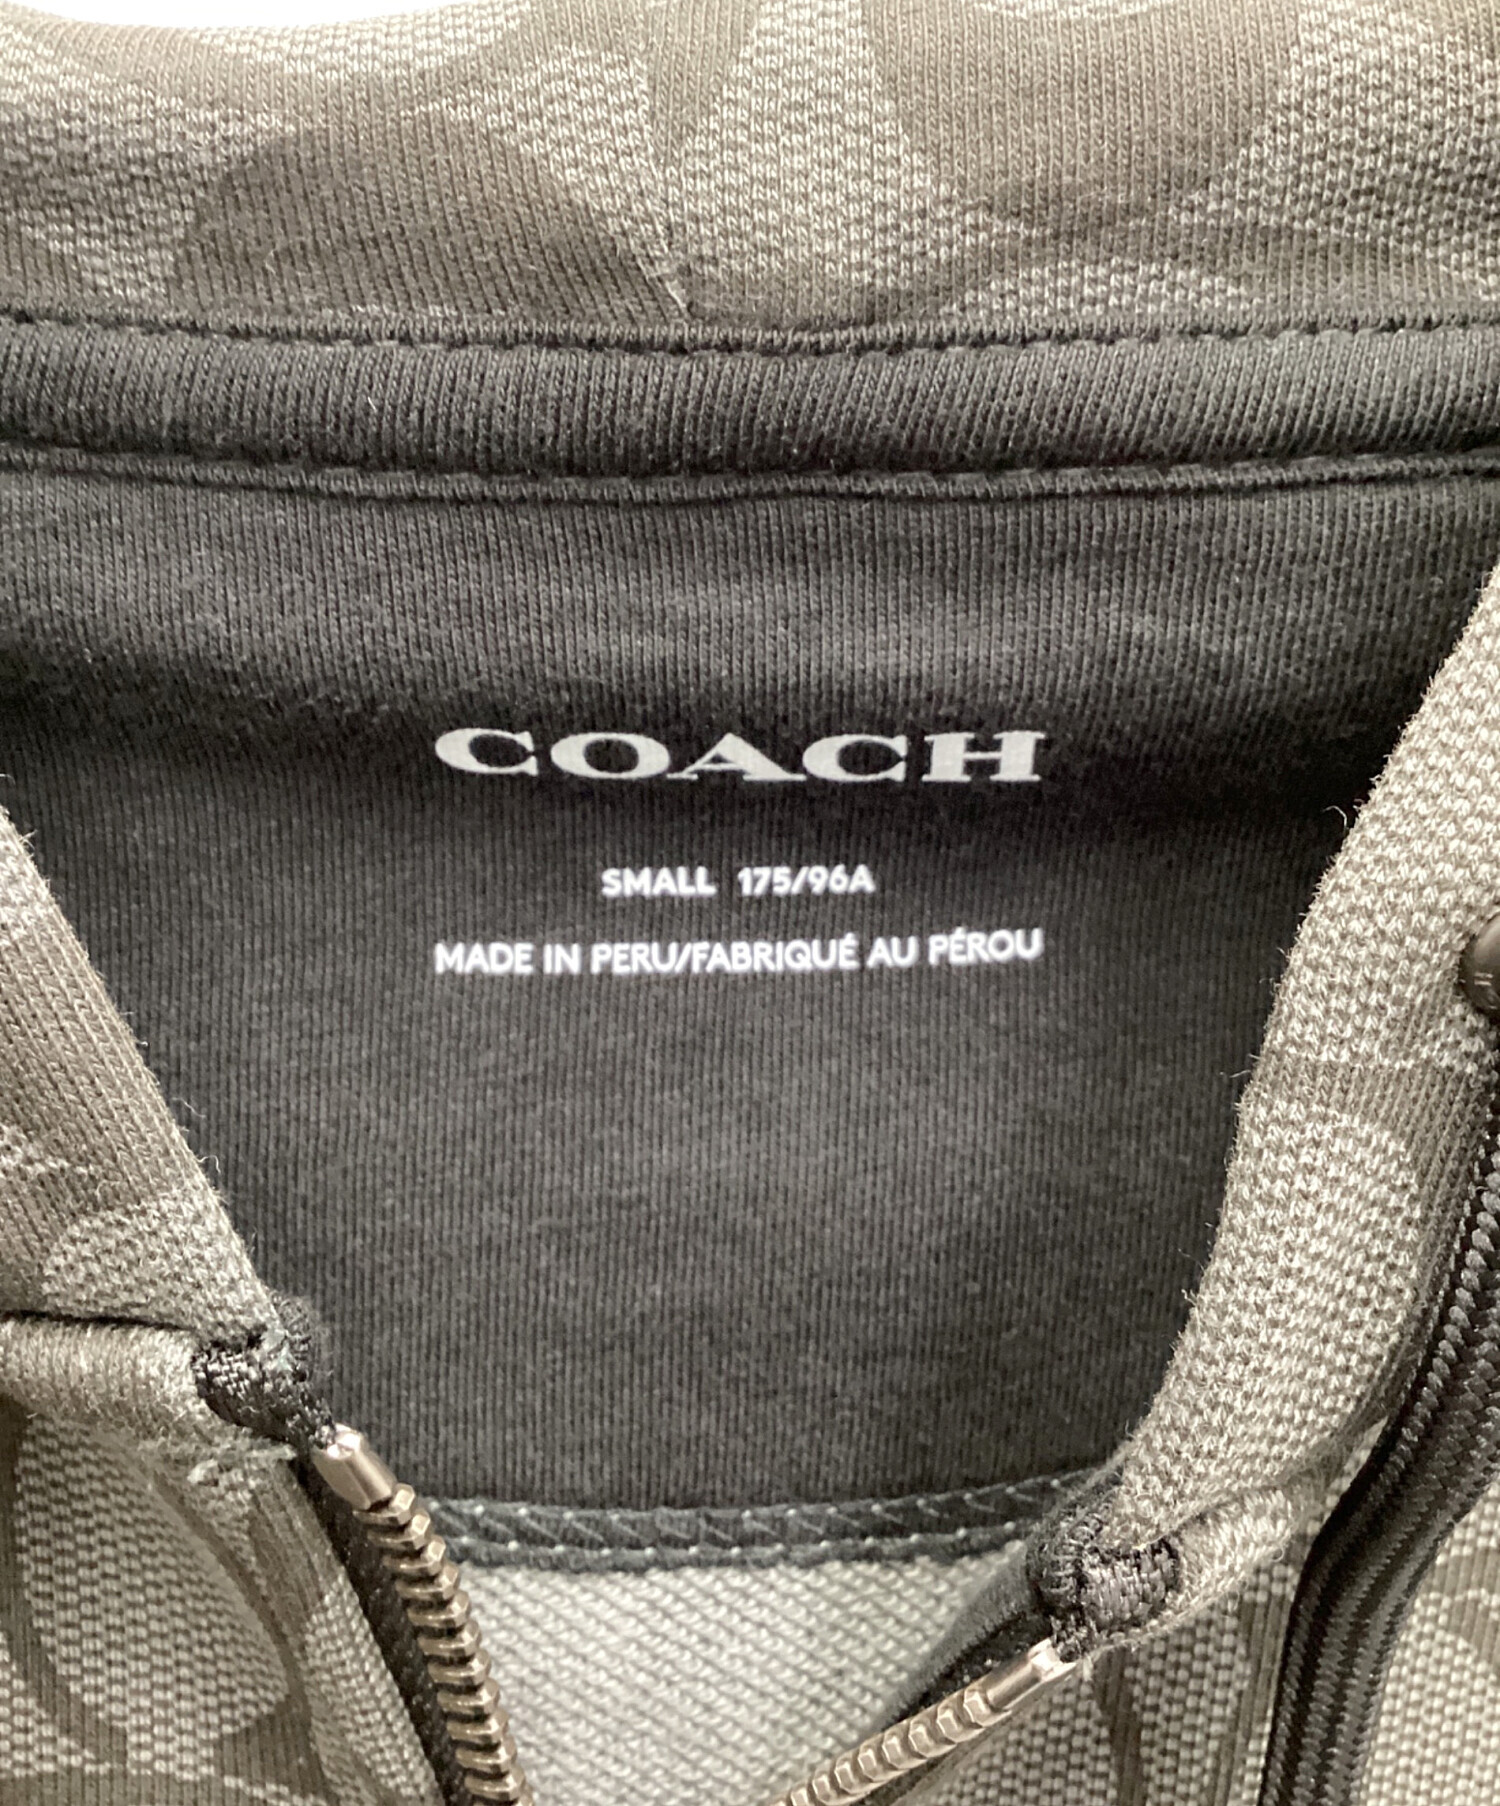 COACH
SMALL 175/96A
MADE IN PERU/FABRIQUÉ AU PÉROU